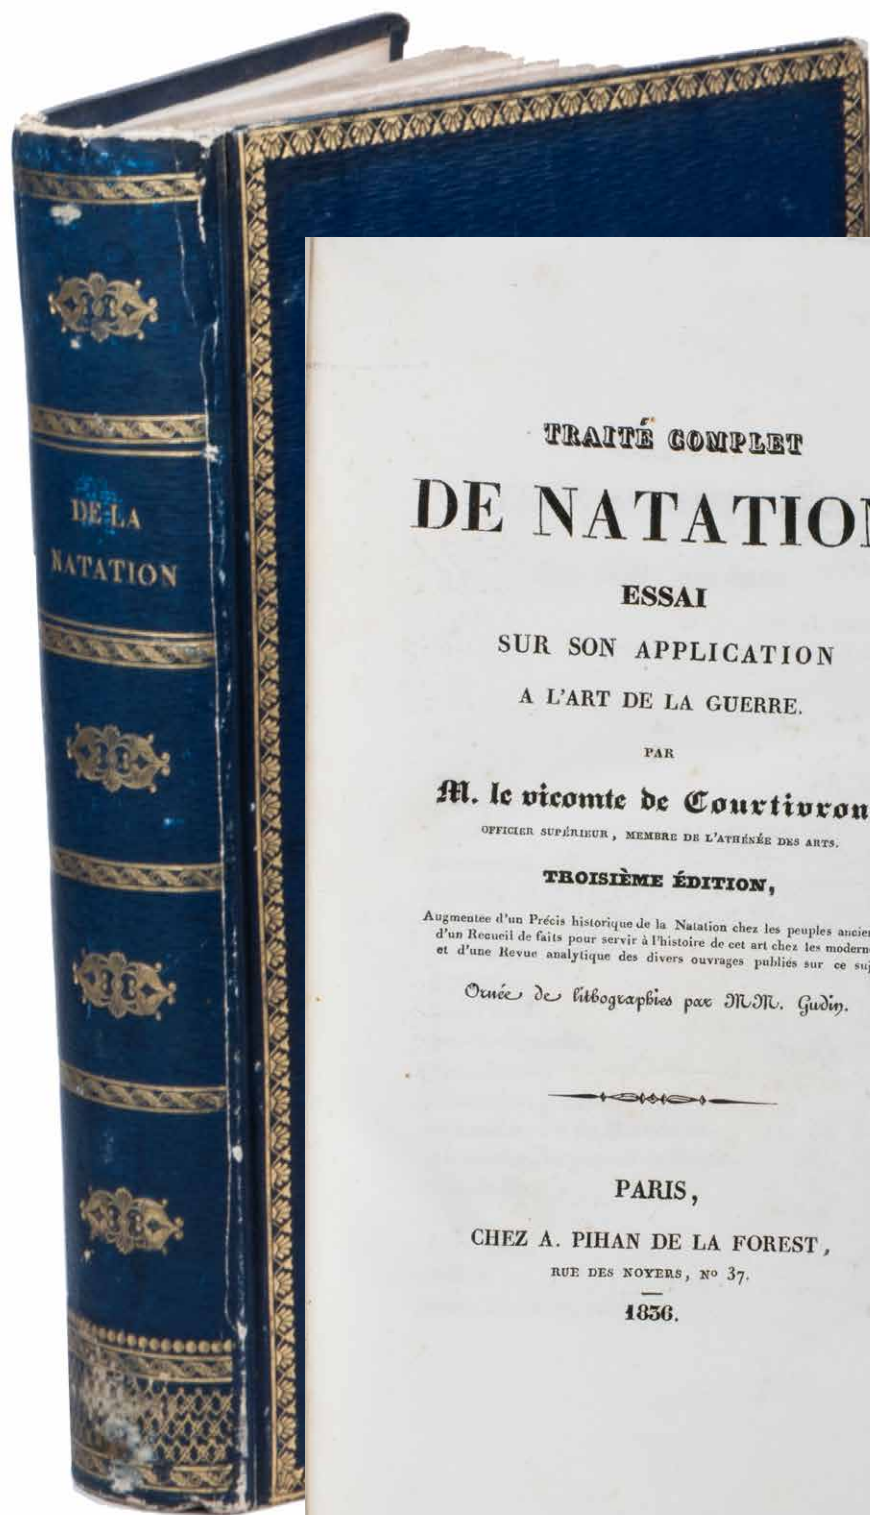 DE LA
NATATION
TRAITÉ COMPLET
DE NATATION
ESSAI
SUR SON APPLICATION
A L'ART DE LA GUERRE.
PAR
M. le vicomte de Courtivron
OFFICIER SUPÉRIEUR, MEMBRE DE L'ATHÉNÉE DES ARTS.
TROISIÈME ÉDITION,
Augmentée d'un Précis historique de la Natation chez les peuples ancien
d'un Recueil de faits pour servir à l'histoire de cet art chez les modern
et d'une Revue analytique des divers ouvrages publiés sur ce suj
Ornée de lithographies par MM. Gudin.
PARIS,
CHEZ A. PIHAN DE LA FOREST,
RUE DES NOYERS, No 37.
1836.